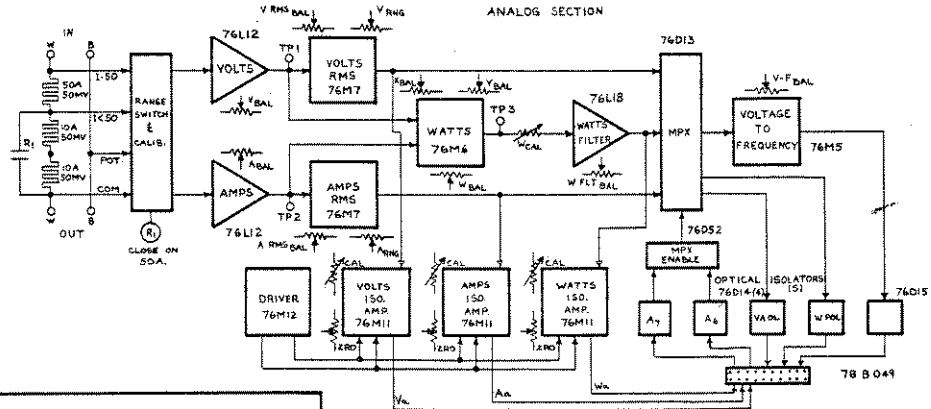 ANALOG SECTION
V RMS BAL
V RNG
IN
W
B
76L12
76D13
TP1
VOLTS
VOLTS RMS 76M7
I-50
50A 50MV
RANGE SWITCH & CALIB.
I<50
R1
10A 50MV
POT.
10A 50MV
COM
W
B
OUT
R1
CLOSE ON 50A.
V BAL
X BAL
Y BAL
TP3
76L18
WATTS 76M6
W CAL
WATTS FILTER
W BAL
W FLT BAL
MPX
V-F BAL
VOLTAGE TO FREQUENCY
76M5
A BAL
AMPS
76L12
TP2
AMPS RMS 76M7
A RMS BAL
A RNG
76D52
MPX ENABLE
OPTICAL ISOLATORS
76D14(4) (5)
76D15
DRIVER 76M12
CAL
VOLTS ISO. AMP. 76M11
ZRO
CAL
AMPS ISO. AMP. 76M11
ZRO
CAL
WATTS ISO. AMP. 76M11
ZRO
A6
W POL
78 B 049
Va
Aa
Wa